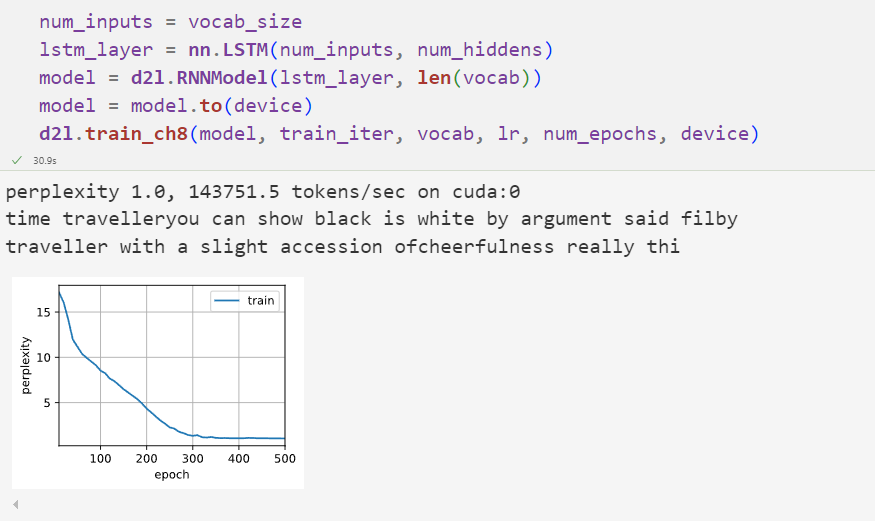 num_inputs = vocab_size
lstm_layer = nn.LSTM(num_inputs, num_hiddens)
model = d2l.RNNModel(lstm_layer, len(vocab))
model = model.to(device)
d2l.train_ch8(model, train_iter, vocab, lr, num_epochs, device)
30.9s
perplexity 1.0, 143751.5 tokens/sec on cuda:0
time travelleryou can show black is white by argument said filby
traveller with a slight accession ofcheerfulness really thi
train
15
10
5
perplexity
100 200 300 400 500
epoch